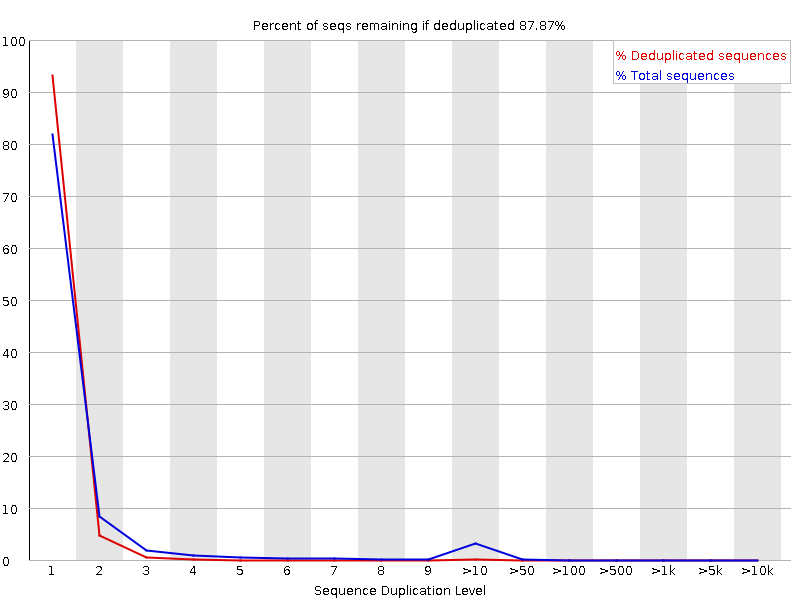 Percent of seqs remaining if deduplicated 87.87%
% Deduplicated sequences
% Total sequences
100
90
80
70
60
50
40
30
20
10
0
1 2 3 4 5 6 7 8 9 >10 >50 >100 >500 >1k >5k >10k
Sequence Duplication Level